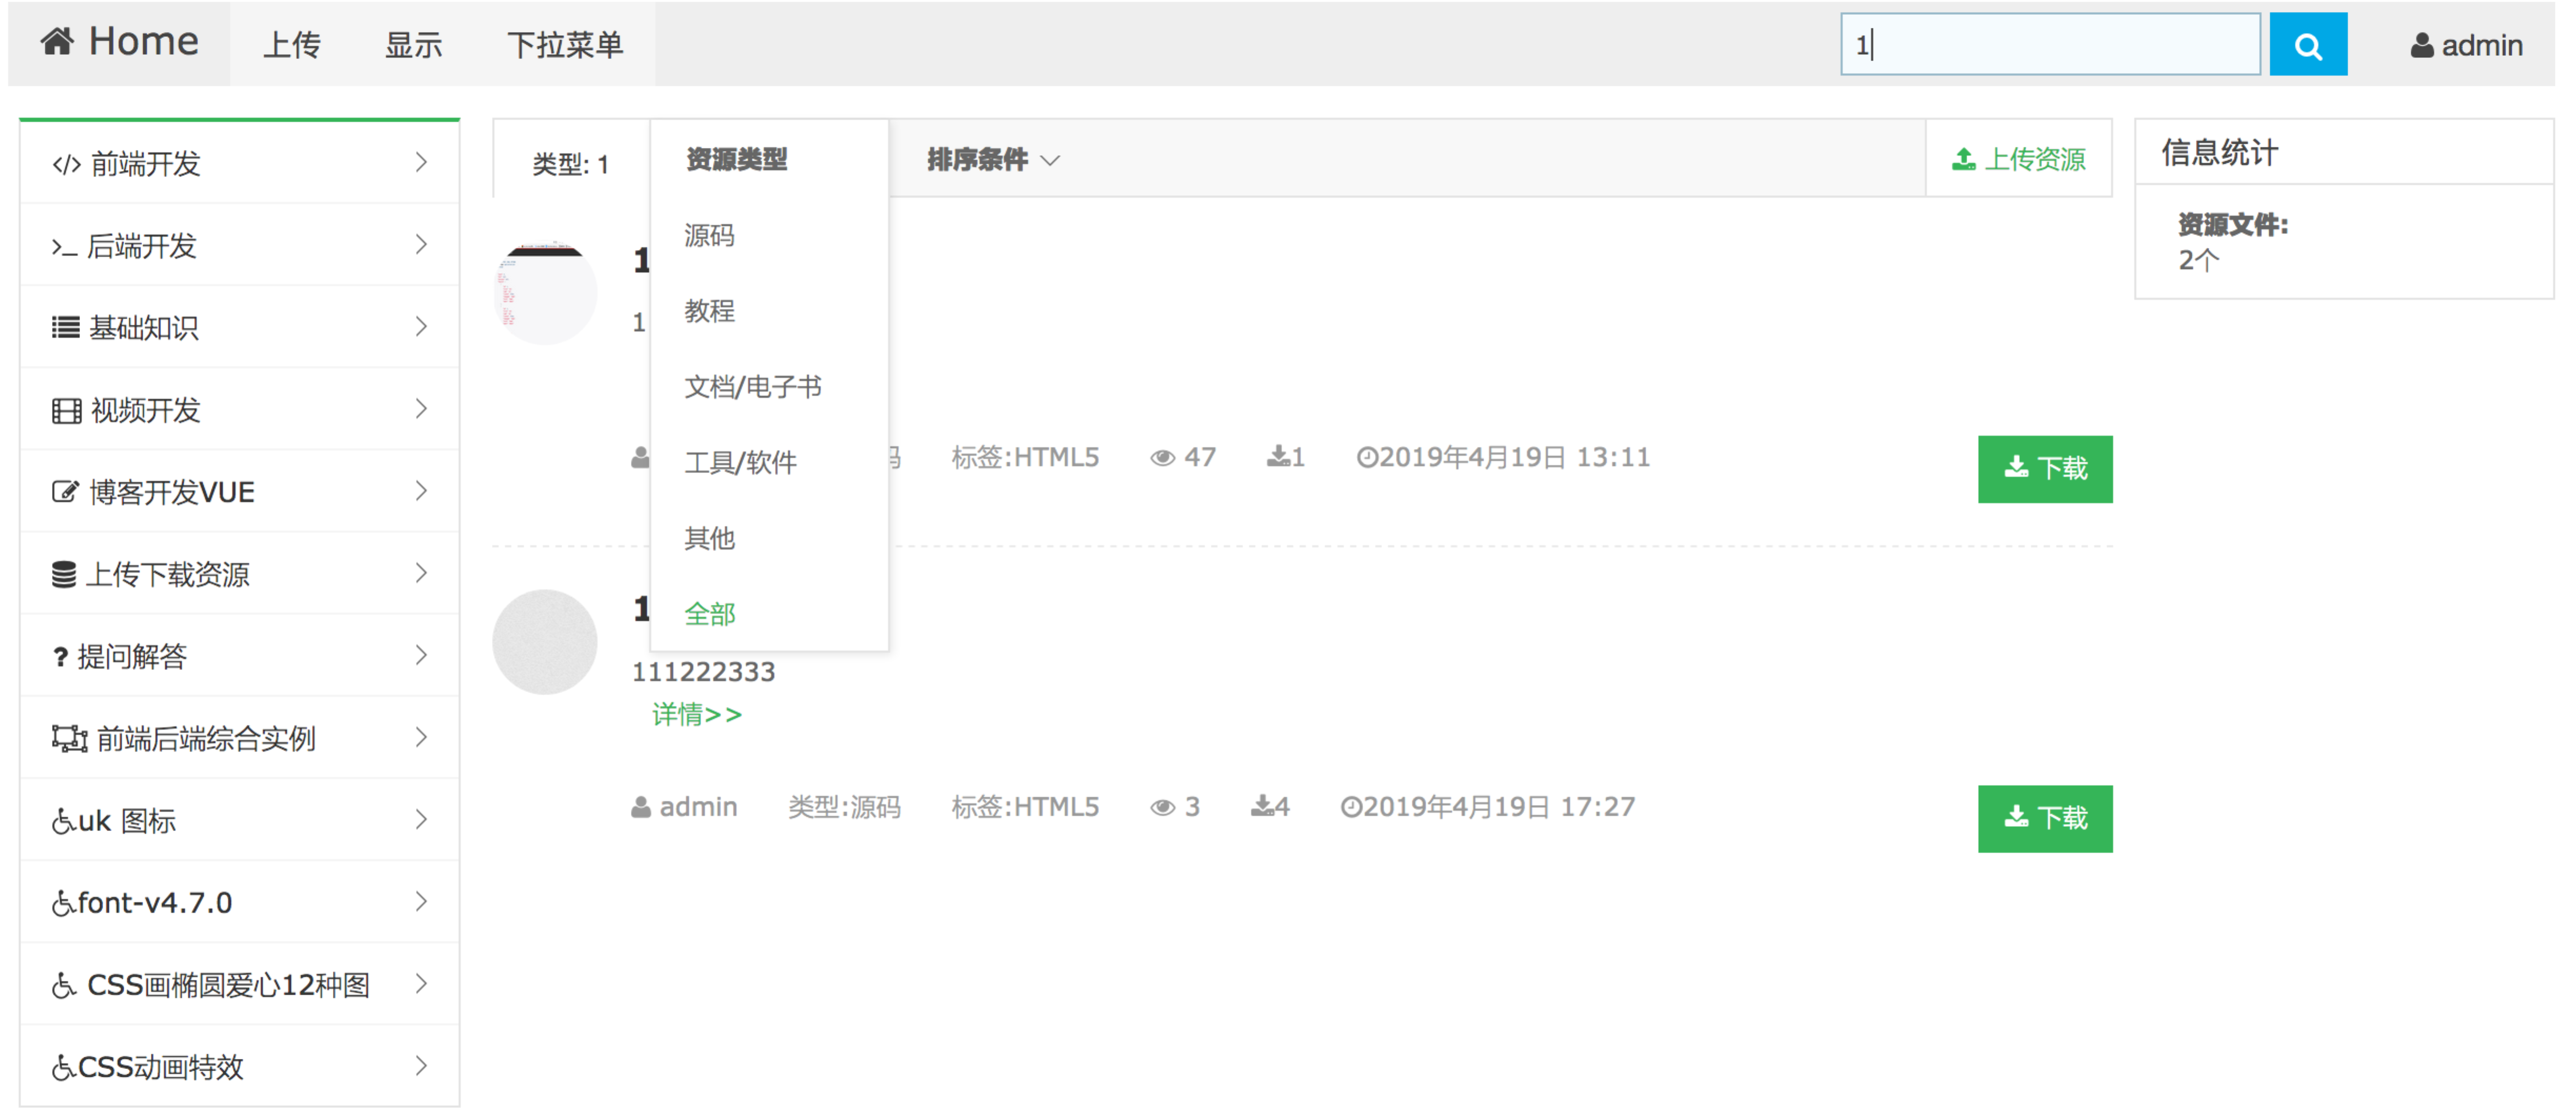 Home 上传 显示 下拉菜单 1 admin
前端开发
后端开发
基础知识
视频开发
博客开发VUE
上传下载资源
提问解答
前端后端综合实例
uk 图标
font-v4.7.0
CSS画椭圆爱心12种图
CSS动画特效
类型: 1 资源类型 排序条件 上传资源
源码
教程
文档/电子书
工具/软件
其他
全部
1
1
码 标签:HTML5 47 1 2019年4月19日 13:11 下载
1
111222333
详情>>
admin 类型:源码 标签:HTML5 3 4 2019年4月19日 17:27 下载
信息统计
资源文件:
2个